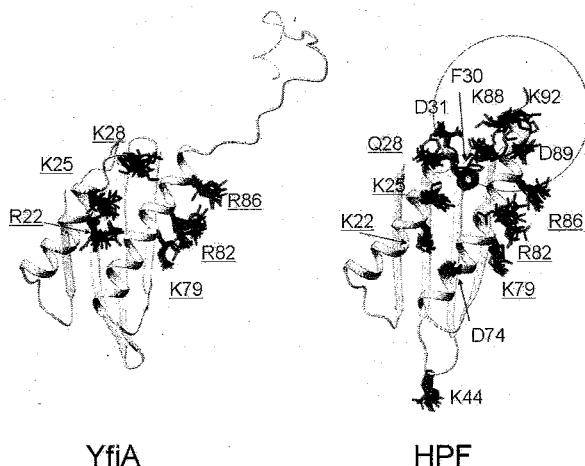 K28
K25
R22
R86
R82
K79
YfiA
F30
K88
K92
D31
Q28
D89
K25
K22
R86
R82
K79
D74
K44
HPF